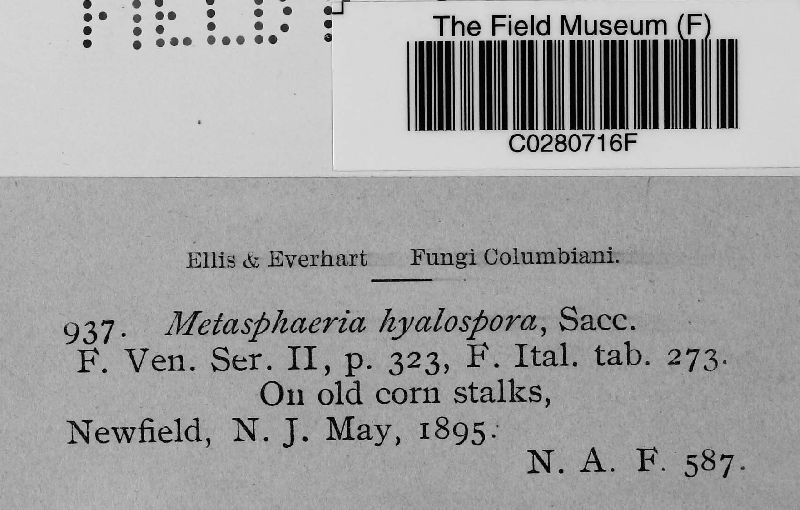 FIELD
The Field Museum (F)
C0280716F
Ellis & Everhart Fungi Columbiani.
937. Metasphaeria hyalospora, Sacc.
F. Ven. Ser. II, p. 323, F. Ital. tab. 273.
On old corn stalks,
Newfield, N. J. May, 1895.
N. A. F. 587.